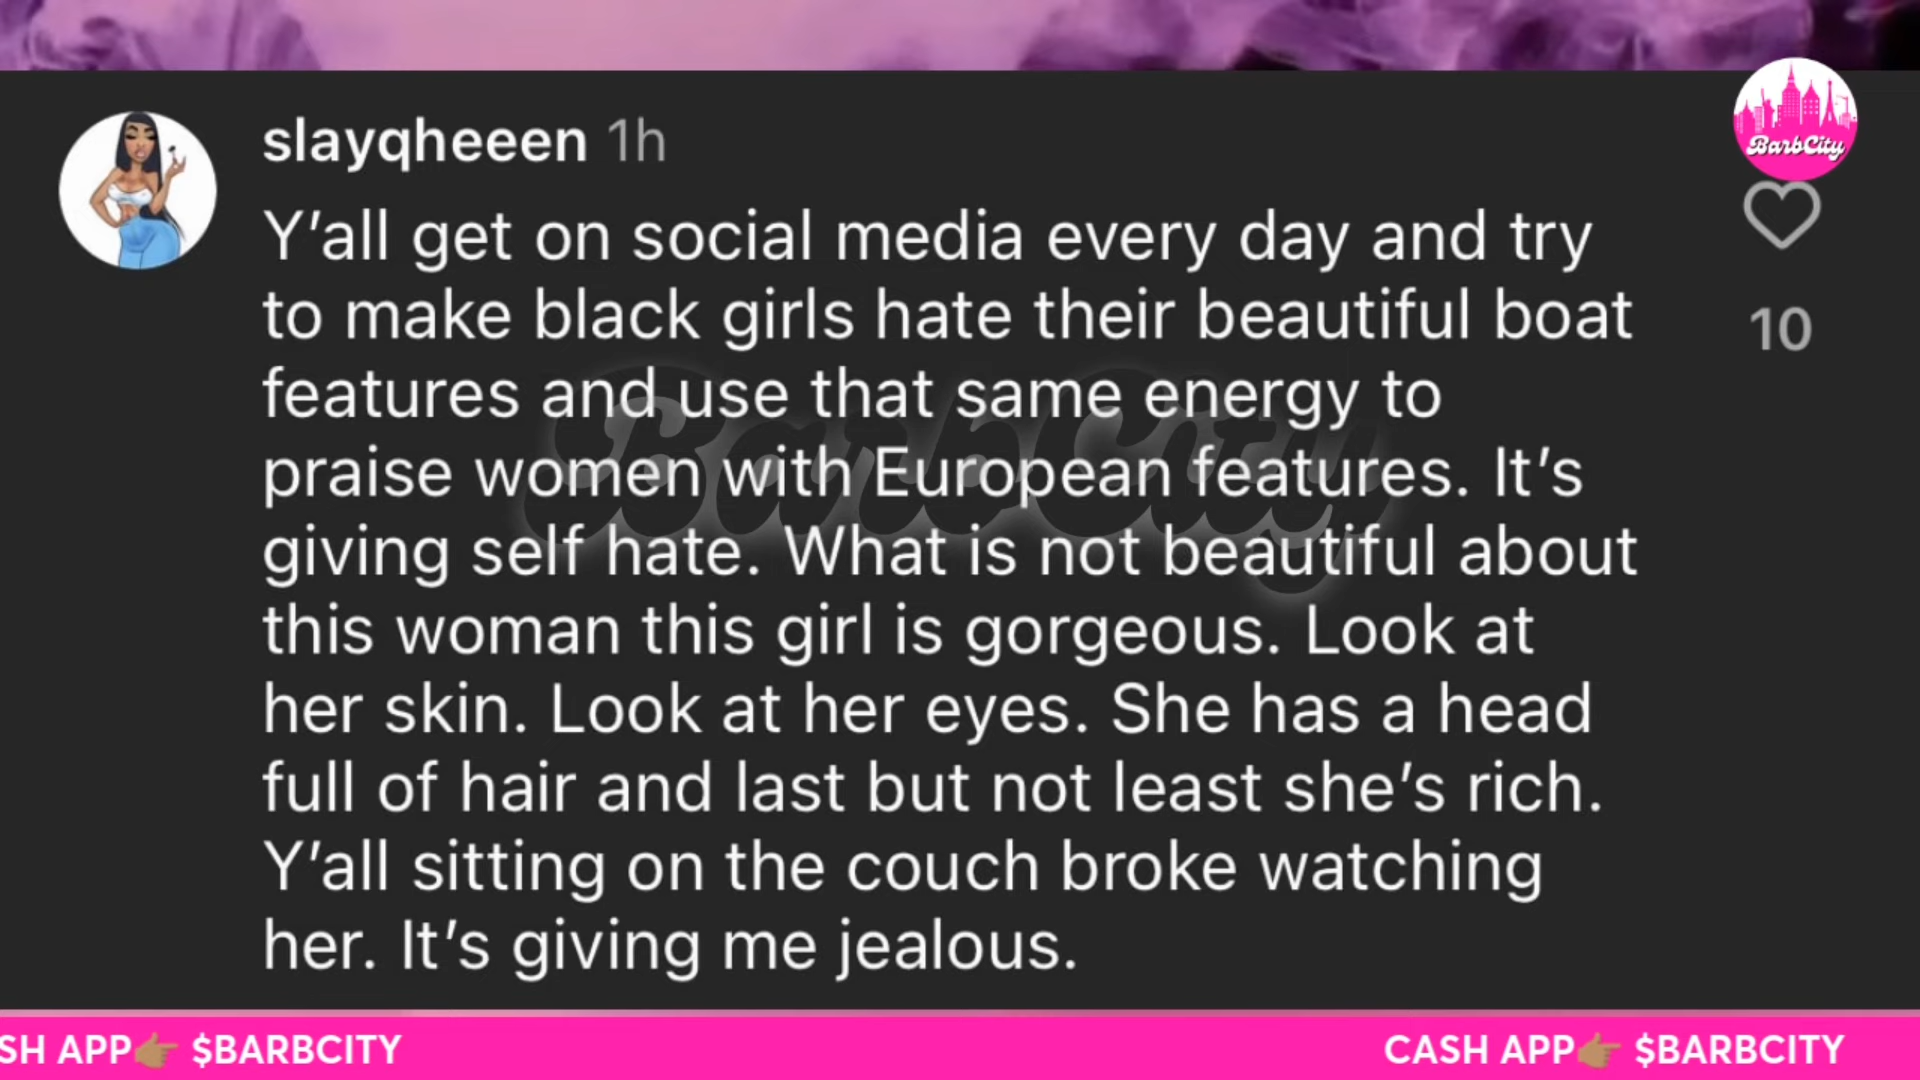 BarbCity
slayqheeen 1h
Y'all get on social media every day and try
to make black girls hate their beautiful boat
features and use that same energy to
praise women with European features. It's
giving self hate. What is not beautiful about
this woman this girl is gorgeous. Look at
her skin. Look at her eyes. She has a head
full of hair and last but not least she's rich.
Y'all sitting on the couch broke watching
her. It's giving me jealous.
10
BarbCity
SH APP👉🏽 $BARBCITY
CASH APP👉🏽 $BARBCITY